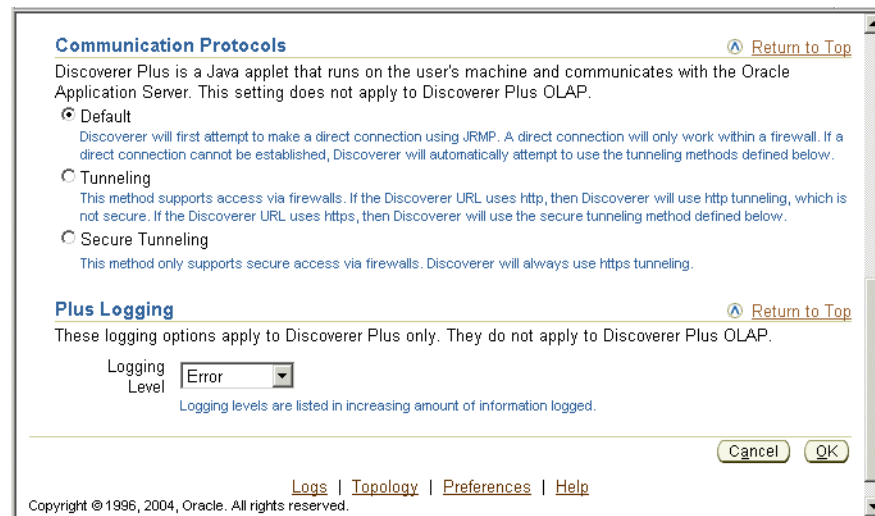 Communication Protocols
Return to Top
Discoverer Plus is a Java applet that runs on the user's machine and communicates with the Oracle
Application Server. This setting does not apply to Discoverer Plus OLAP.
Default
Discoverer will first attempt to make a direct connection using JRMP. A direct connection will only work within a firewall. If a
direct connection cannot be established, Discoverer will automatically attempt to use the tunneling methods defined below.
Tunneling
This method supports access via firewalls. If the Discoverer URL uses http, then Discoverer will use http tunneling, which is
not secure. If the Discoverer URL uses https, then Discoverer will use the secure tunneling method defined below.
Secure Tunneling
This method only supports secure access via firewalls. Discoverer will always use https tunneling.
Plus Logging
Return to Top
These logging options apply to Discoverer Plus only. They do not apply to Discoverer Plus OLAP.
Logging
Level
Error
Logging levels are listed in increasing amount of information logged.
Cancel
OK
Logs | Topology | Preferences | Help
Copyright © 1996, 2004, Oracle. All rights reserved.